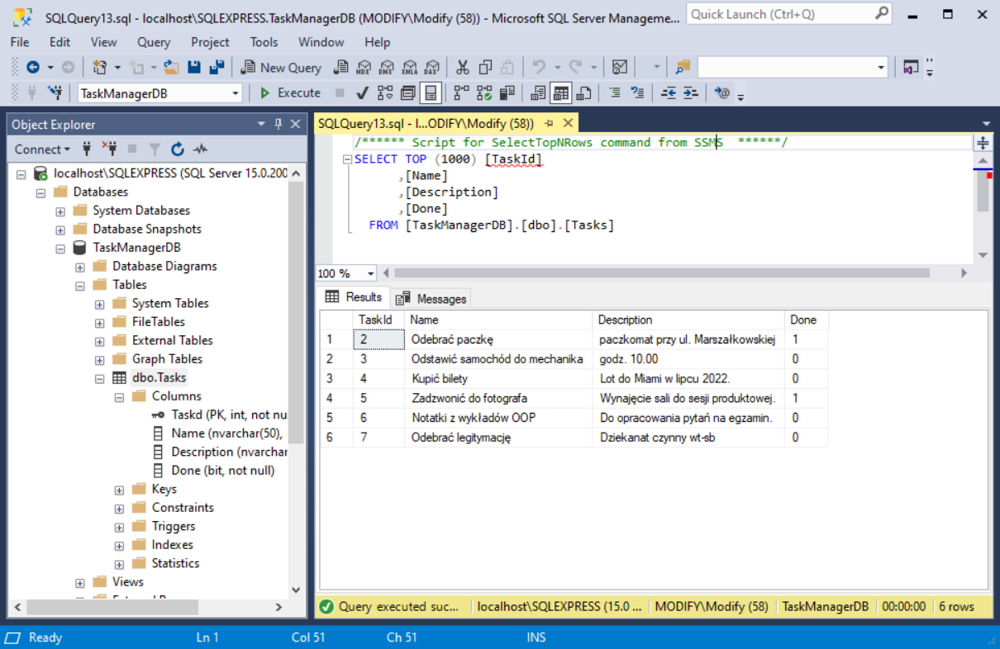 SQLQuery13.sql - localhost\SQLEXPRESS.TaskManagerDB (MODIFY\Modify (58)) - Microsoft SQL Server Manageme...
Quick Launch (Ctrl+Q)
File Edit View Query Project Tools Window Help
New Query MDX DMX XMLA DAX
TaskManagerDB Execute
Object Explorer
Connect
localhost\SQLEXPRESS (SQL Server 15.0.200
Databases
System Databases
Database Snapshots
TaskManagerDB
Database Diagrams
Tables
System Tables
FileTables
External Tables
Graph Tables
dbo.Tasks
Columns
Taskd (PK, int, not nu
Name (nvarchar(50),
Description (nvarchar
Done (bit, not null)
Keys
Constraints
Triggers
Indexes
Statistics
Views
SQLQuery13.sql - l...ODIFY\Modify (58))
/****** Script for SelectTopNRows command from SSMS ******/
SELECT TOP (1000) [TaskId]
,[Name]
,[Description]
,[Done]
FROM [TaskManagerDB].[dbo].[Tasks]
100 %
Results Messages
TaskId Name Description Done
1 2 Odebrać paczkę paczkomat przy ul. Marszałkowskiej 1
2 3 Odstawić samochód do mechanika godz. 10.00 0
3 4 Kupić bilety Lot do Miami w lipcu 2022. 0
4 5 Zadzwonić do fotografa Wynajęcie sali do sesji produktowej. 1
5 6 Notatki z wykładów OOP Do opracowania pytań na egzamin. 0
6 7 Odebrać legitymację Dziekanat czynny wt-sb 0
Query executed suc... localhost\SQLEXPRESS (15.0 ... MODIFY\Modify (58) TaskManagerDB 00:00:00 6 rows
Ready Ln 1 Col 51 Ch 51 INS